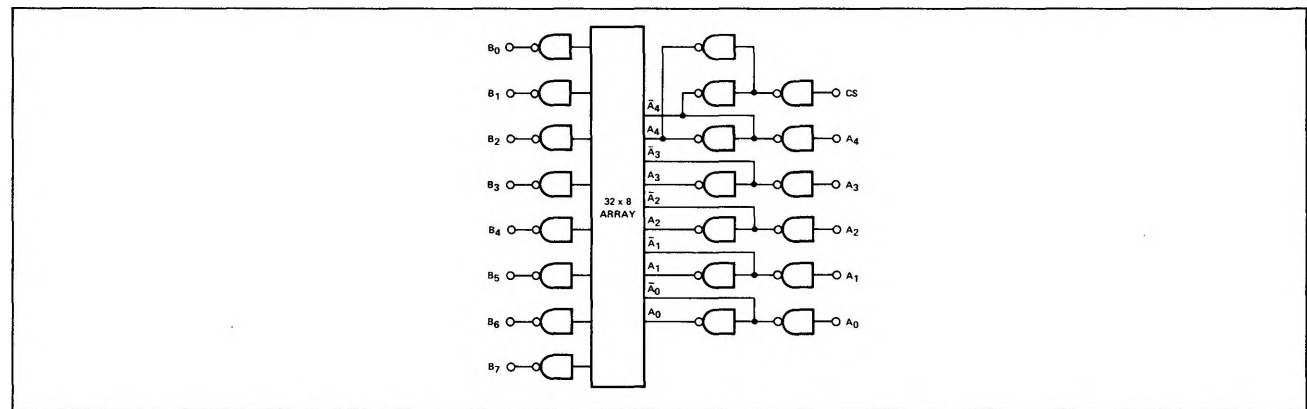 B₀
B₁
B₂
B₃
B₄
B₅
B₆
B₇
32 x 8
ARRAY
Ā₄
A₄
Ā₃
A₃
Ā₂
A₂
Ā₁
A₁
Ā₀
A₀
CS
A₄
A₃
A₂
A₁
A₀